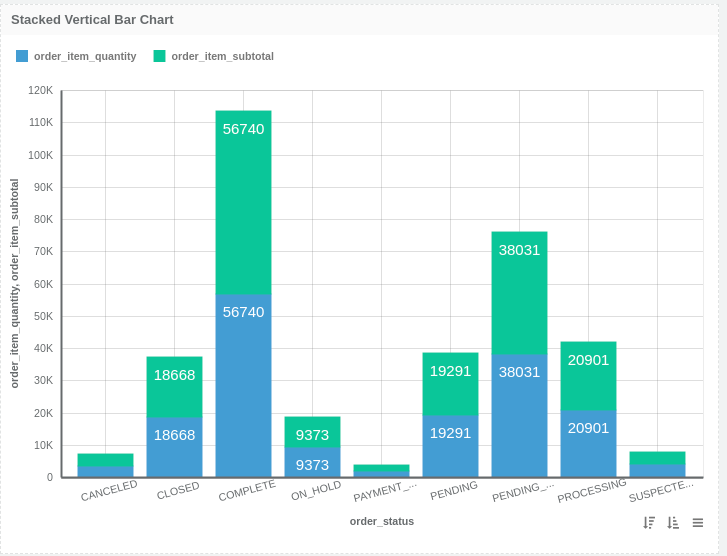 Stacked Vertical Bar Chart
order_item_quantity order_item_subtotal
order_item_quantity, order_item_subtotal
120K
110K
100K
90K
80K
70K
60K
50K
40K
30K
20K
10K
0
56740
56740
18668
18668
9373
9373
19291
19291
38031
38031
20901
20901
CANCELED CLOSED COMPLETE ON_HOLD PAYMENT_... PENDING PENDING_... PROCESSING SUSPECTE...
order_status